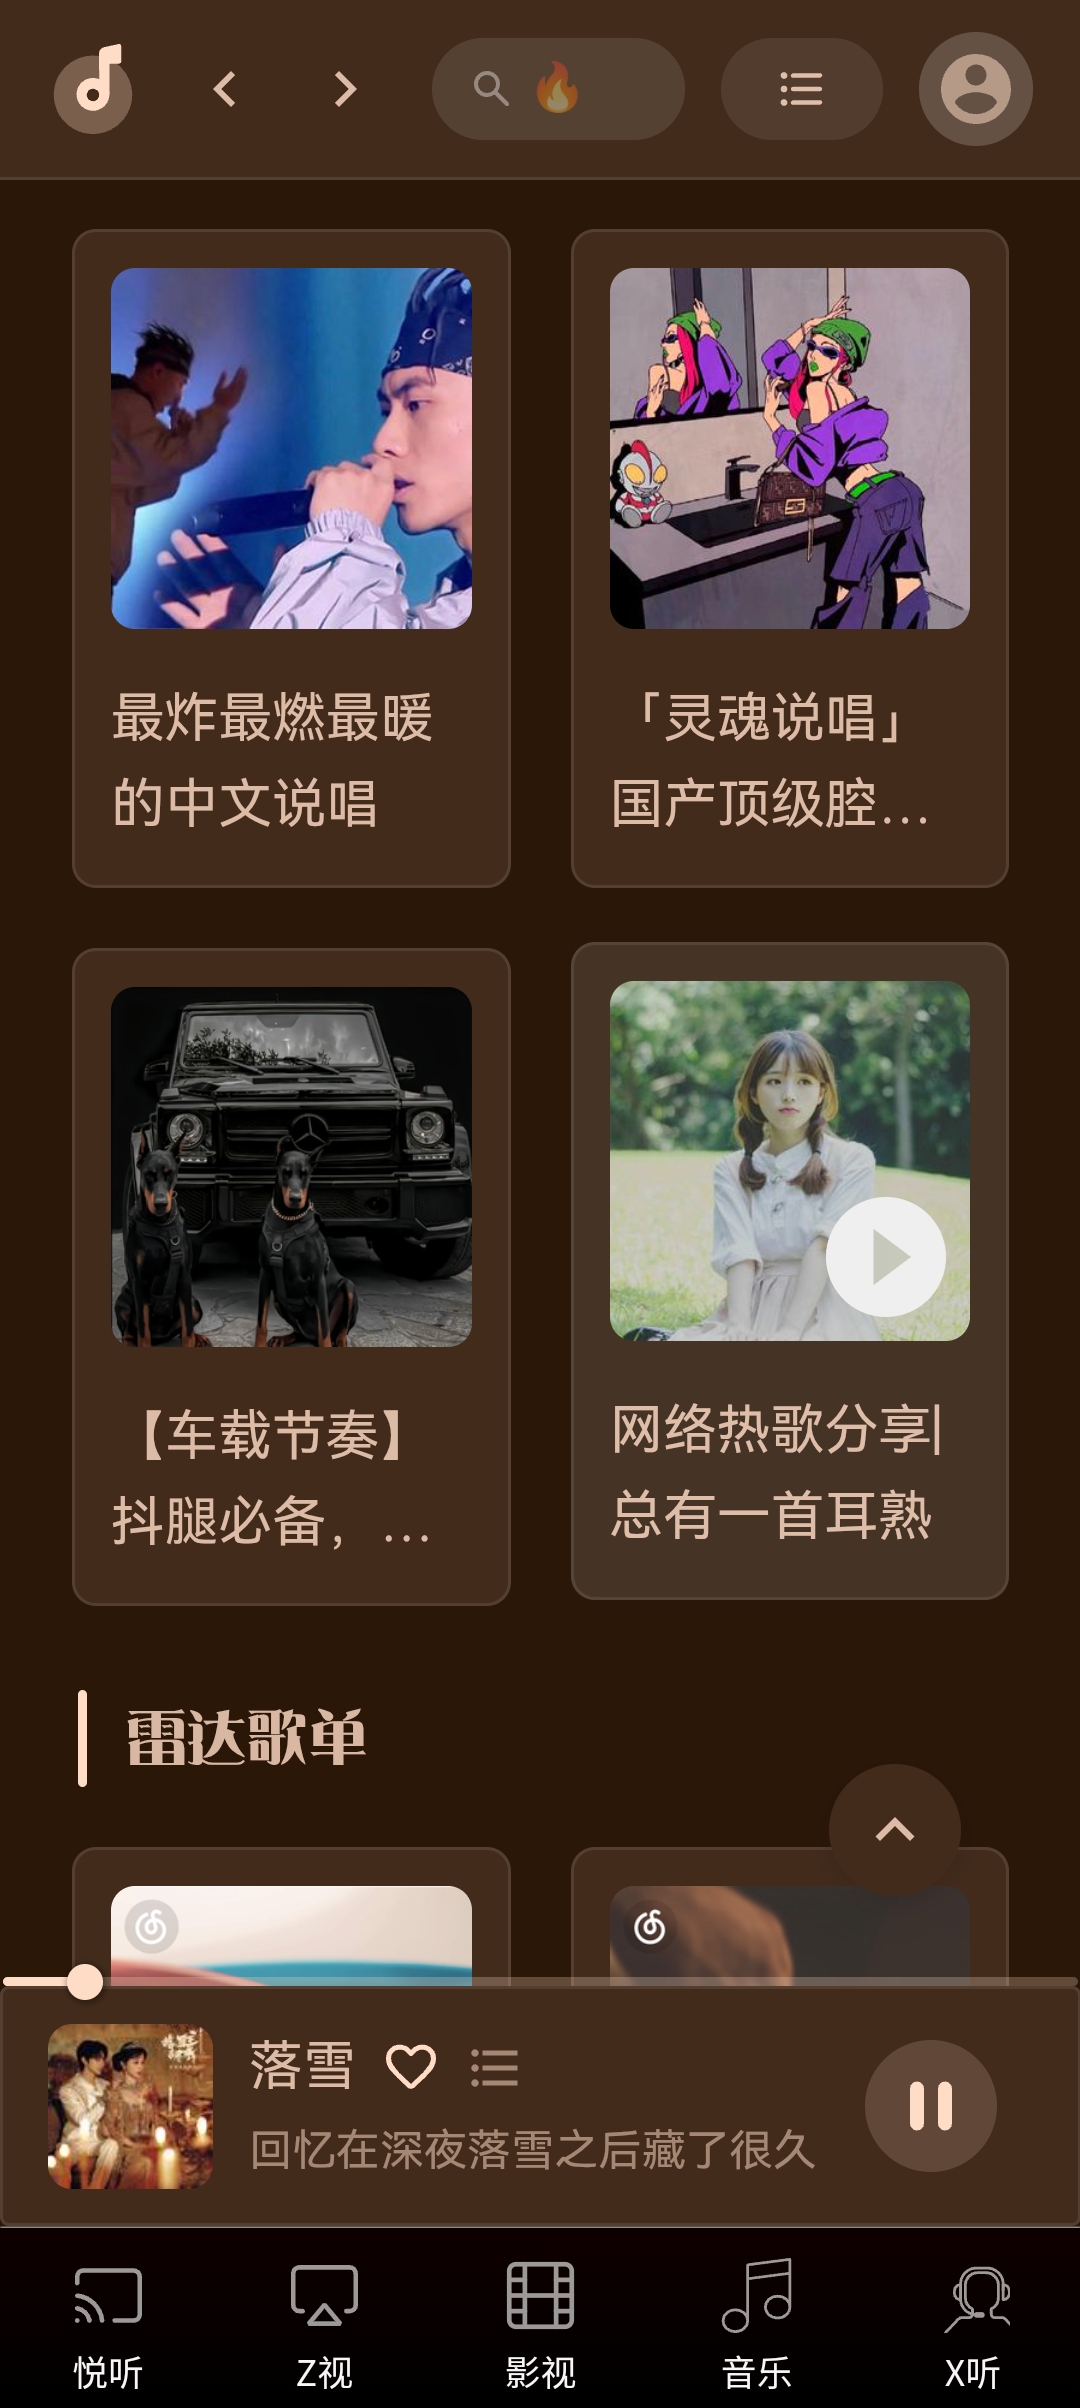 最炸最燃最暖
的中文说唱
「灵魂说唱」
国产顶级腔...
【车载节奏】
抖腿必备，...
网络热歌分享|
总有一首耳熟
雷达歌单
落雪
回忆在深夜落雪之后藏了很久
悦听
Z视
影视
音乐
X听